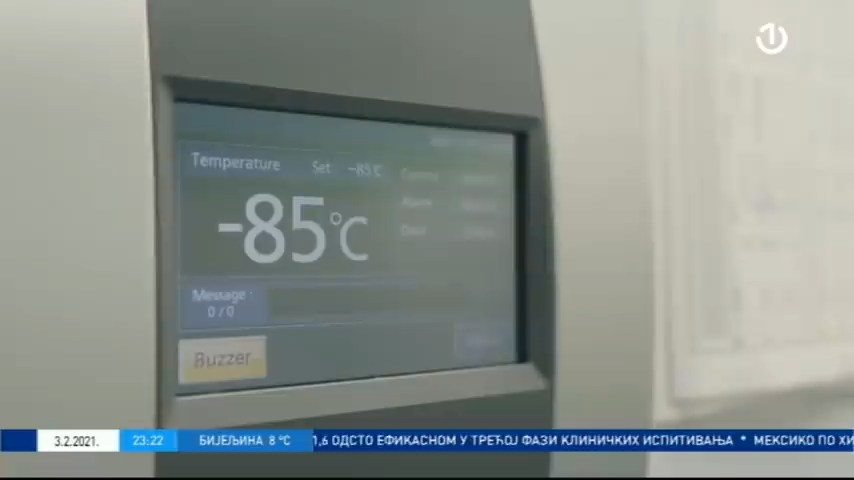 1
Temperature Set: -85℃
-85℃
Message :
0 / 0
Buzzer
3.2.2021. 23:22 БИЈЕЉИНА 8 °C 1,6 ОДСТО ЕФИКАСНОМ У ТРЕЋОЈ ФАЗИ КЛИНИЧКИХ ИСПИТИВАЊА * МЕКСИКО ПО